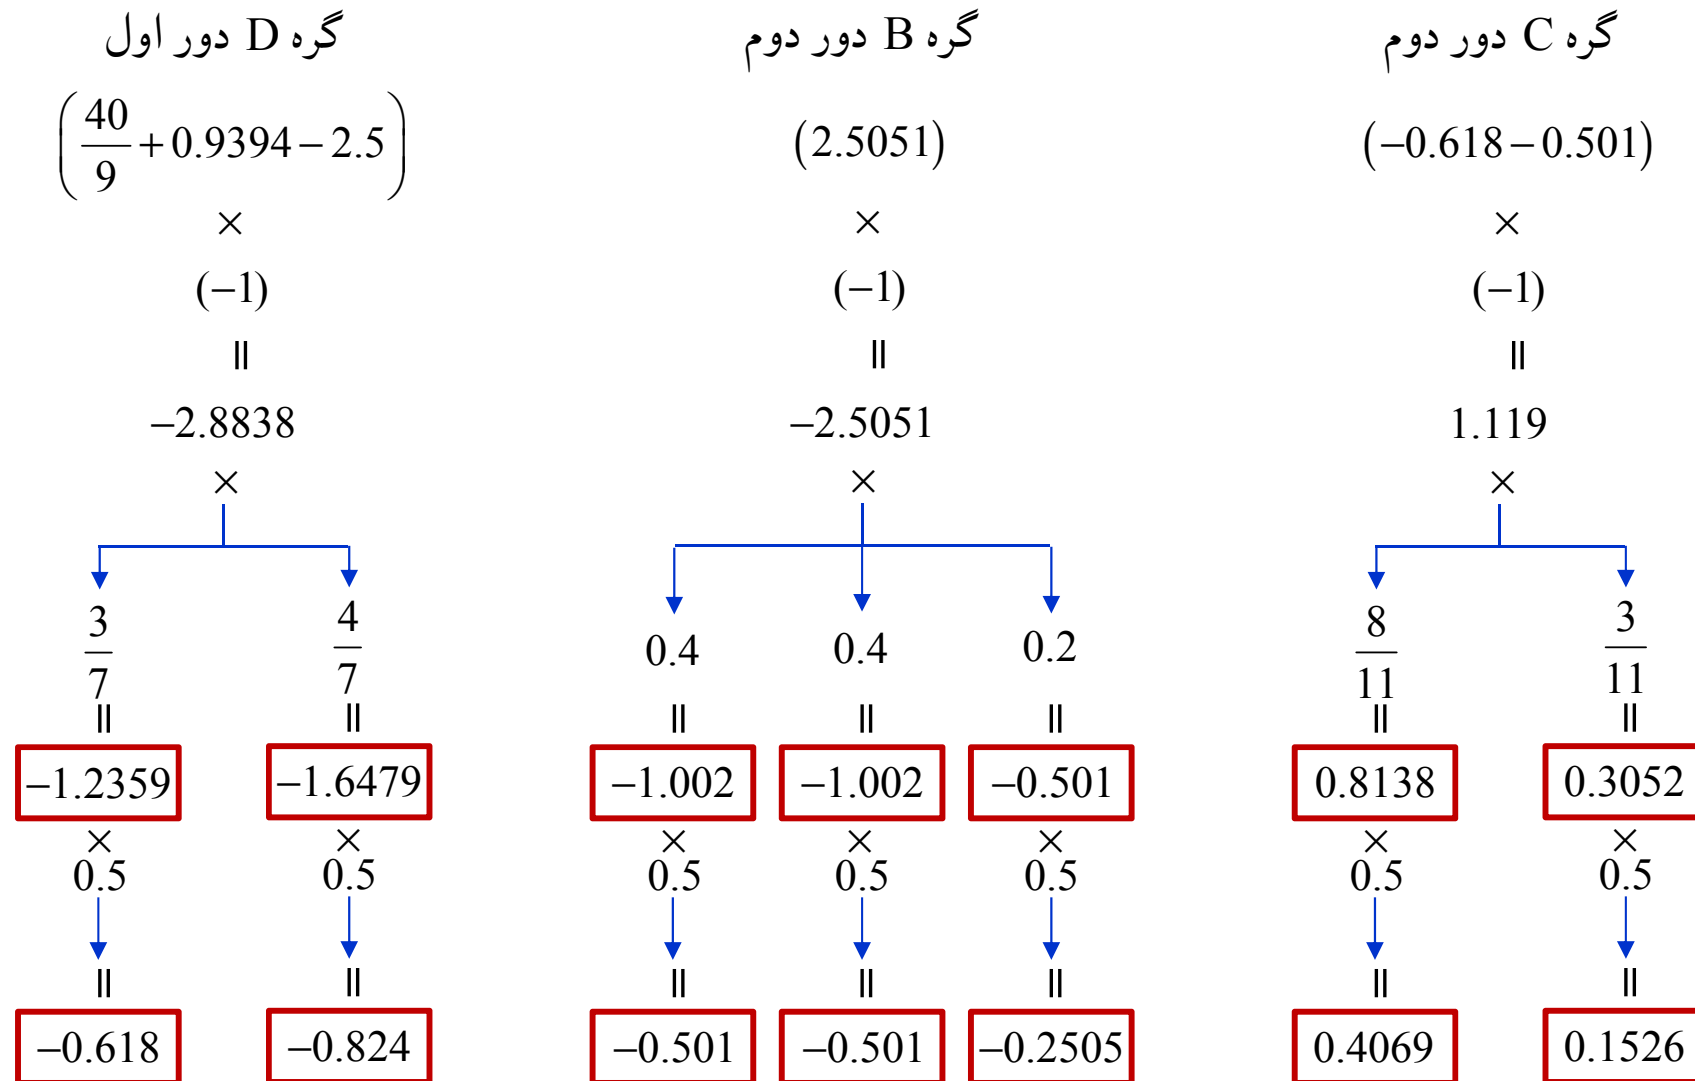 گره D دور اول
گره B دور دوم
گره C دور دوم
(40/9 + 0.9394 − 2.5)
(2.5051)
(−0.618 − 0.501)
× × ×
(−1) (−1) (−1)
= = =
−2.8838 −2.5051 1.119
× × ×
3/7 4/7 0.4 0.4 0.2 8/11 3/11
= = = = = = =
−1.2359 −1.6479 −1.002 −1.002 −0.501 0.8138 0.3052
× × × × × × ×
0.5 0.5 0.5 0.5 0.5 0.5 0.5
= = = = = = =
−0.618 −0.824 −0.501 −0.501 −0.2505 0.4069 0.1526